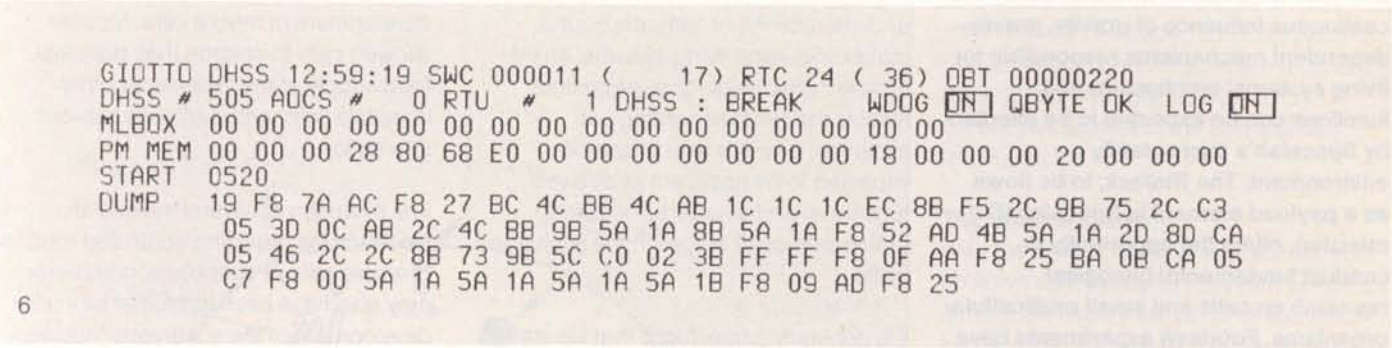 GIOTTO DHSS 12:59:19 SWC 000011 ( 17) RTC 24 ( 36) OBT 00000220
DHSS # 505 AOCS # 0 RTU # 1 DHSS : BREAK WDOG ON QBYTE OK LOG ON
MLBOX 00 00 00 00 00 00 00 00 00 00 00 00 00 00 00 00
PM MEM 00 00 00 28 80 68 E0 00 00 00 00 00 00 00 18 00 00 00 20 00 00 00
START 0520
DUMP 19 F8 7A AC F8 27 BC 4C BB 4C AB 1C 1C 1C EC 8B F5 2C 9B 75 2C C3
05 3D 0C AB 2C 4C BB 9B 5A 1A 8B 5A 1A F8 52 AD 4B 5A 1A 2D 8D CA
05 46 2C 2C 8B 73 9B 5C C0 02 3B FF FF F8 0F AA F8 25 BA 0B CA 05
C7 F8 00 5A 1A 5A 1A 5A 1A 5A 1B F8 09 AD F8 25
6